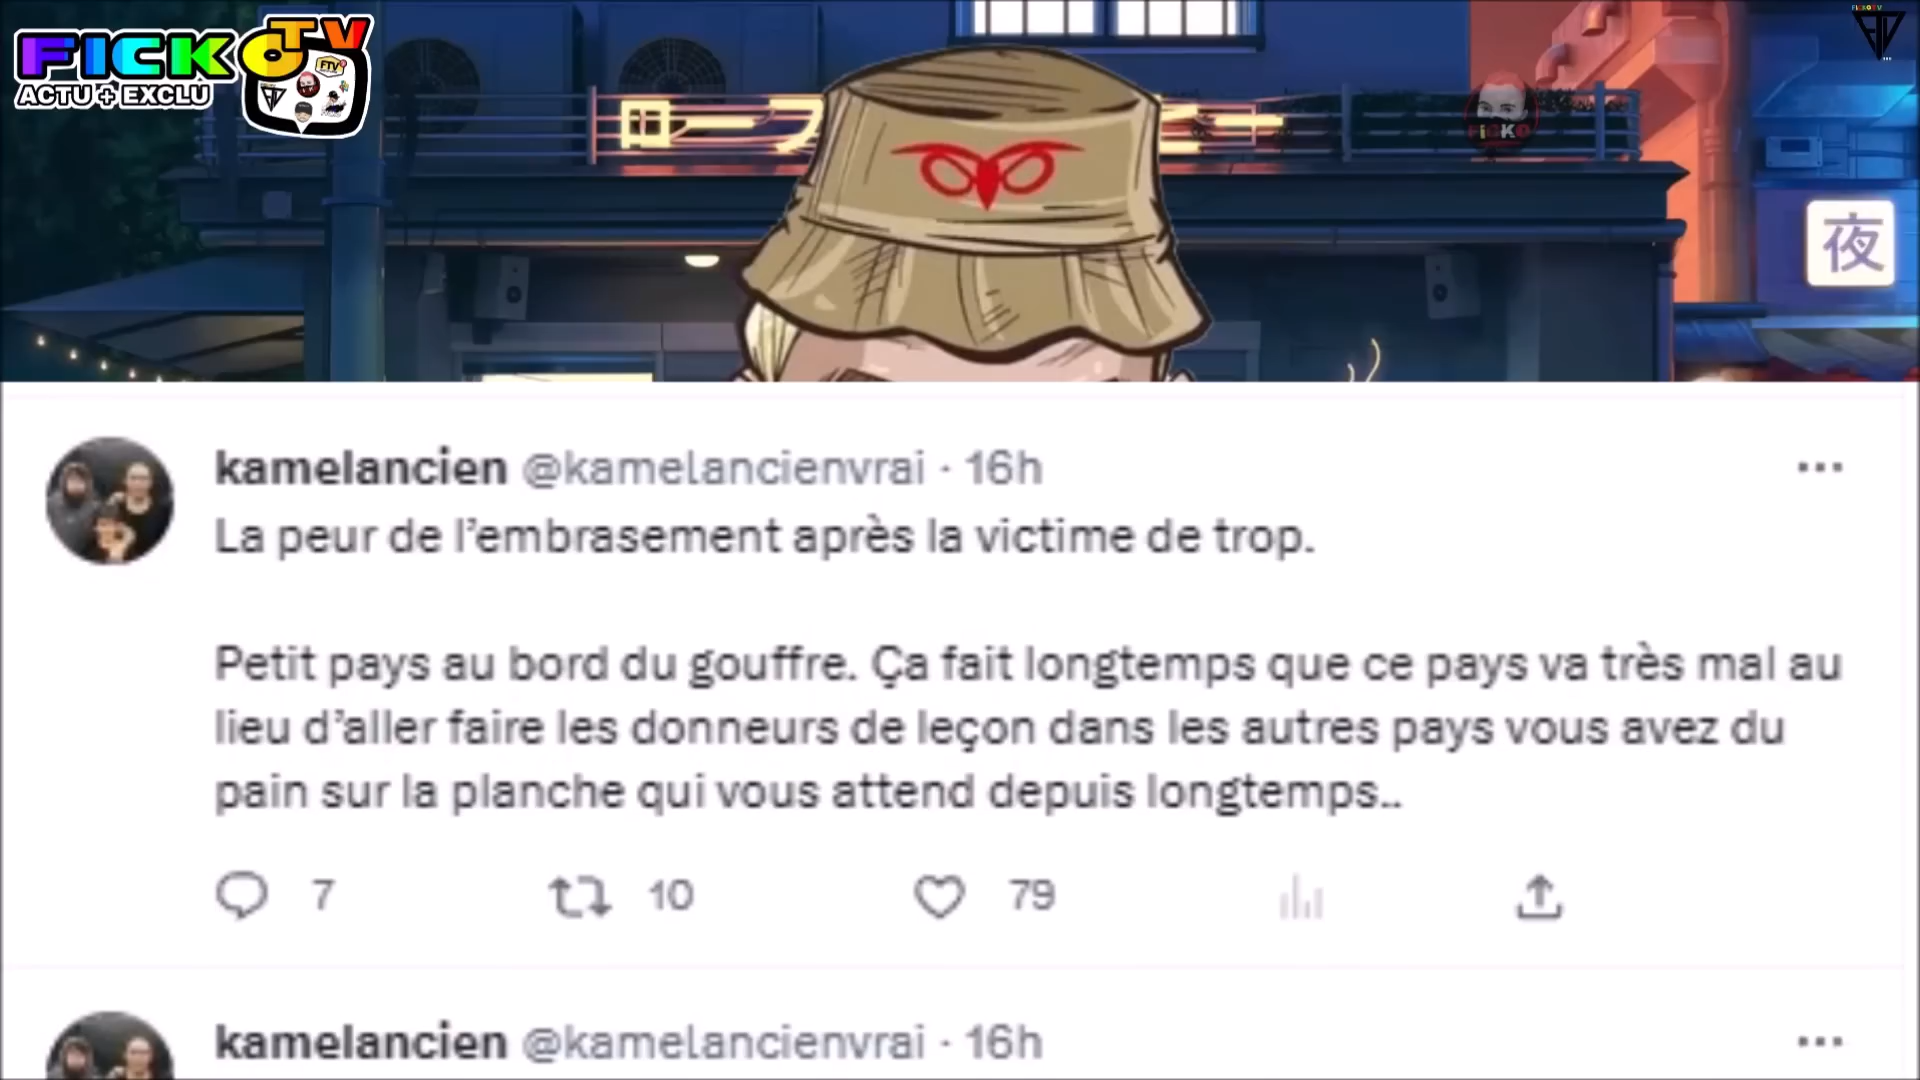 FICKO TV
ACTU + EXCLU
FTV
FICKO
夜
kamelancien @kamelancienvrai · 16h
La peur de l’embrasement après la victime de trop.
Petit pays au bord du gouffre. Ça fait longtemps que ce pays va très mal au
lieu d’aller faire les donneurs de leçon dans les autres pays vous avez du
pain sur la planche qui vous attend depuis longtemps..
7 10 79
kamelancien @kamelancienvrai · 16h